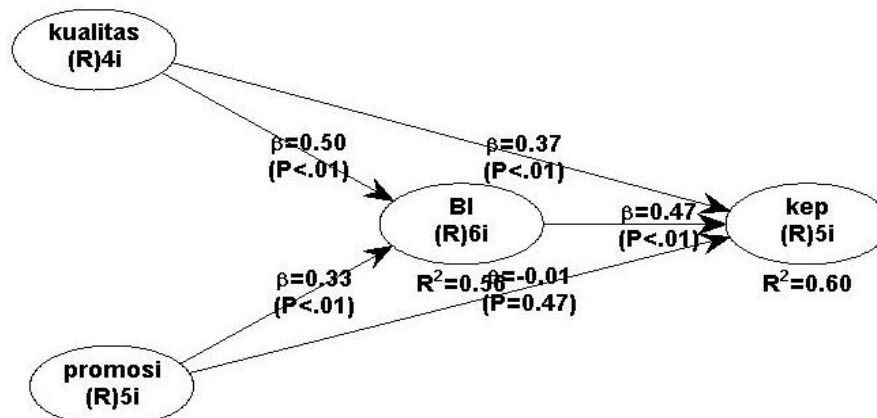 kualitas
(R)4i
β=0.50
(P<.01)
β=0.37
(P<.01)
BI
(R)6i
R²=0.56
β=0.47
(P<.01)
kep
(R)5i
R²=0.60
β=0.33
(P<.01)
β=-0.01
(P=0.47)
promosi
(R)5i